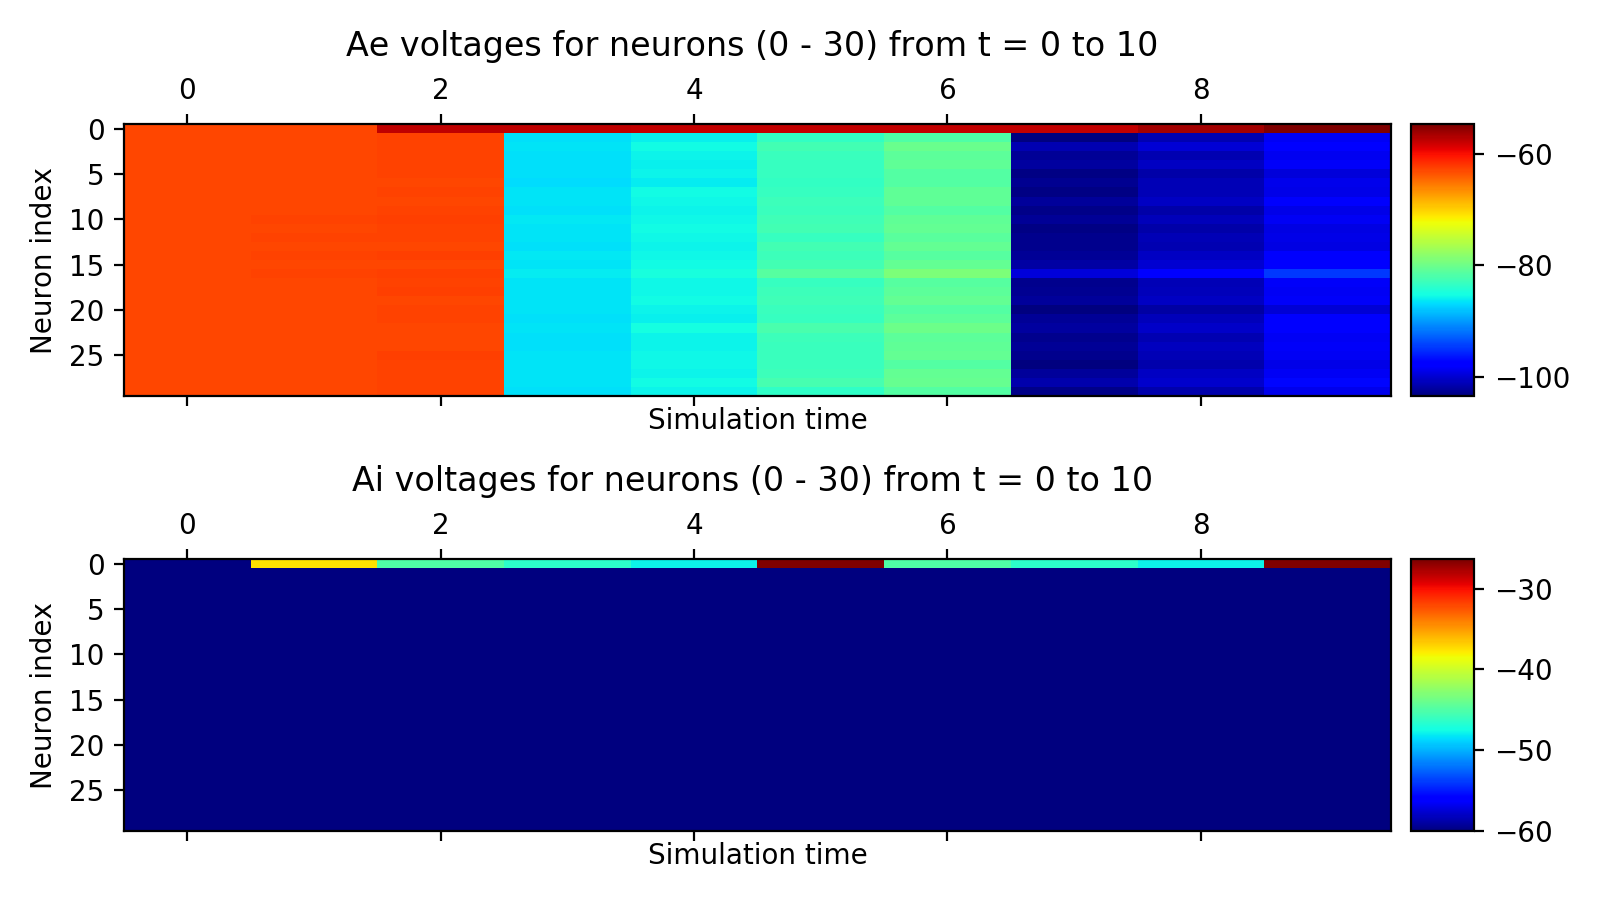 Ae voltages for neurons (0 - 30) from t = 0 to 10
0 2 4 6 8
0
5
10
15
20
25
Neuron index
Simulation time
−60
−80
−100
Ai voltages for neurons (0 - 30) from t = 0 to 10
0 2 4 6 8
0
5
10
15
20
25
Neuron index
Simulation time
−30
−40
−50
−60